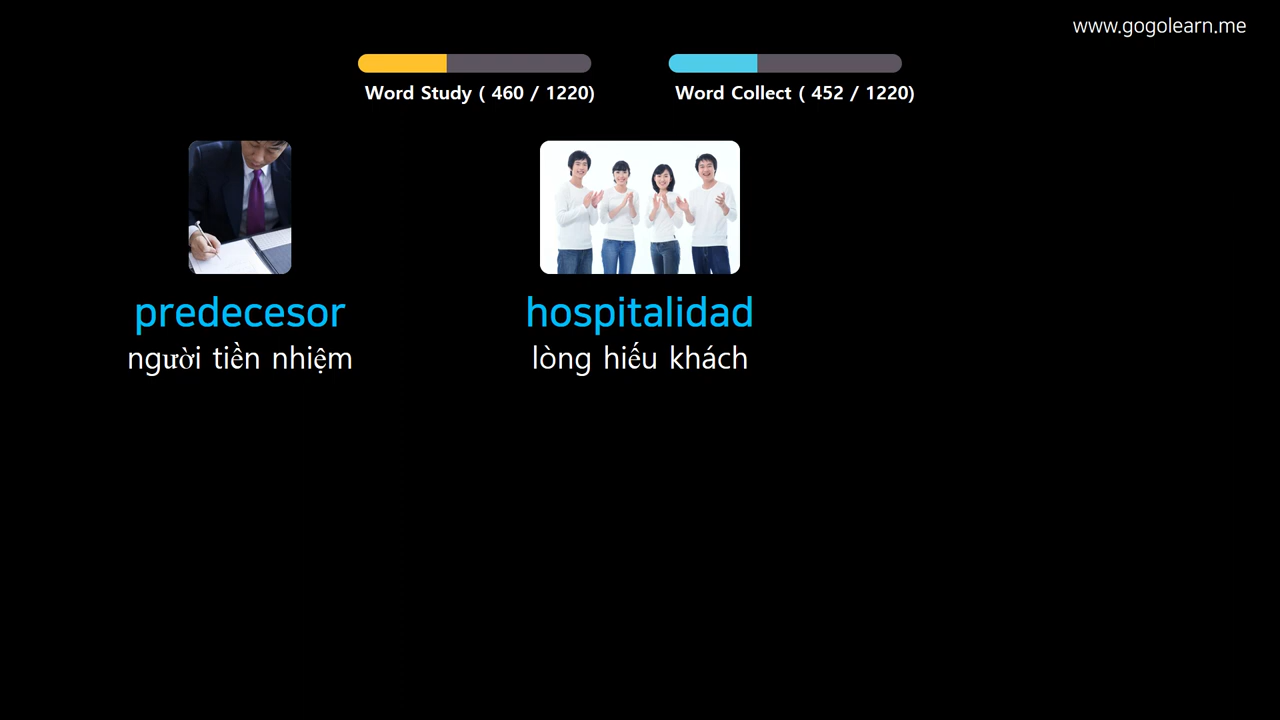 www.gogolearn.me
Word Study ( 460 / 1220)
Word Collect ( 452 / 1220)
predecesor
hospitalidad
người tiền nhiệm
lòng hiếu khách